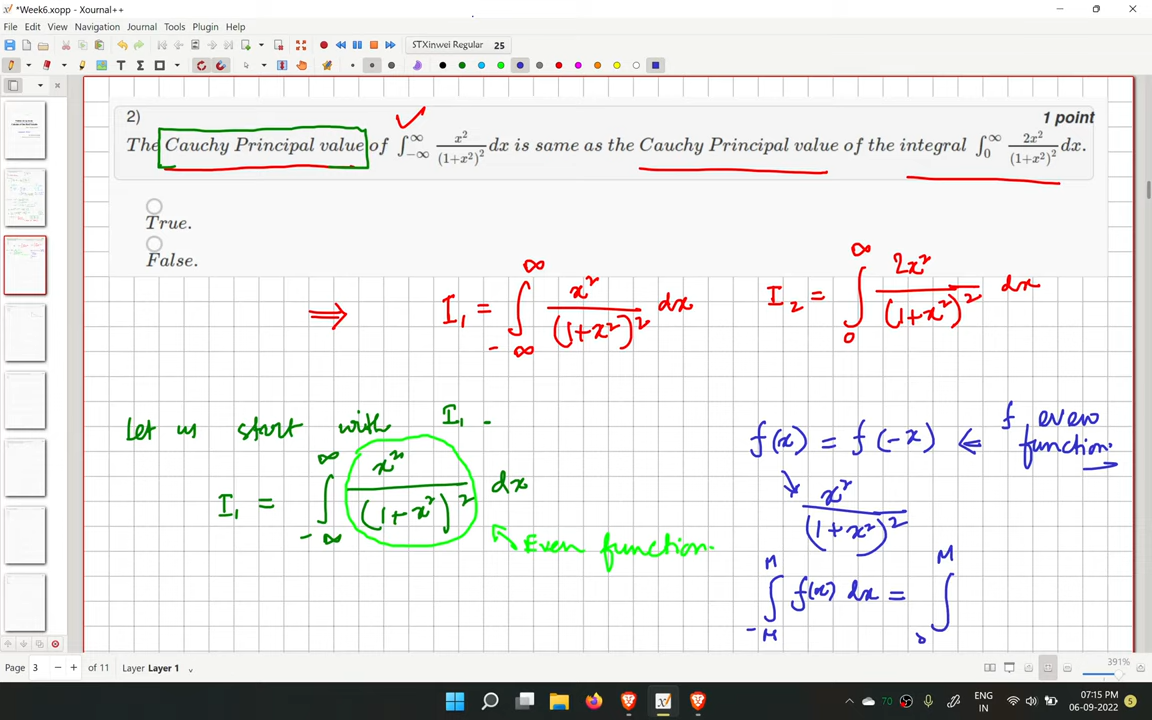 *Week6.xopp - Xournal++
File Edit View Navigation Journal Tools Plugin Help
STXinwei Regular 25
2) 1 point
The Cauchy Principal value of ∫_{-∞}^{∞} x²/(1+x²)² dx is same as the Cauchy Principal value of the integral ∫_0^∞ 2x²/(1+x²)² dx.
True.
False.
⇒ I₁ = ∫_{-∞}^{∞} x²/(1+x²)² dx I₂ = ∫_0^∞ 2x²/(1+x²)² dx
Let us start with I₁ -
f(x) = f(-x) ⇐ f even function.
I₁ = ∫_{-∞}^{∞} x²/(1+x²)² dx
x²/(1+x²)²
Even function.
∫_{-M}^{M} f(x) dx = ∫_0^M
Page 3 of 11 Layer Layer 1 391%
70 ENG IN 07:15 PM 06-09-2022 5